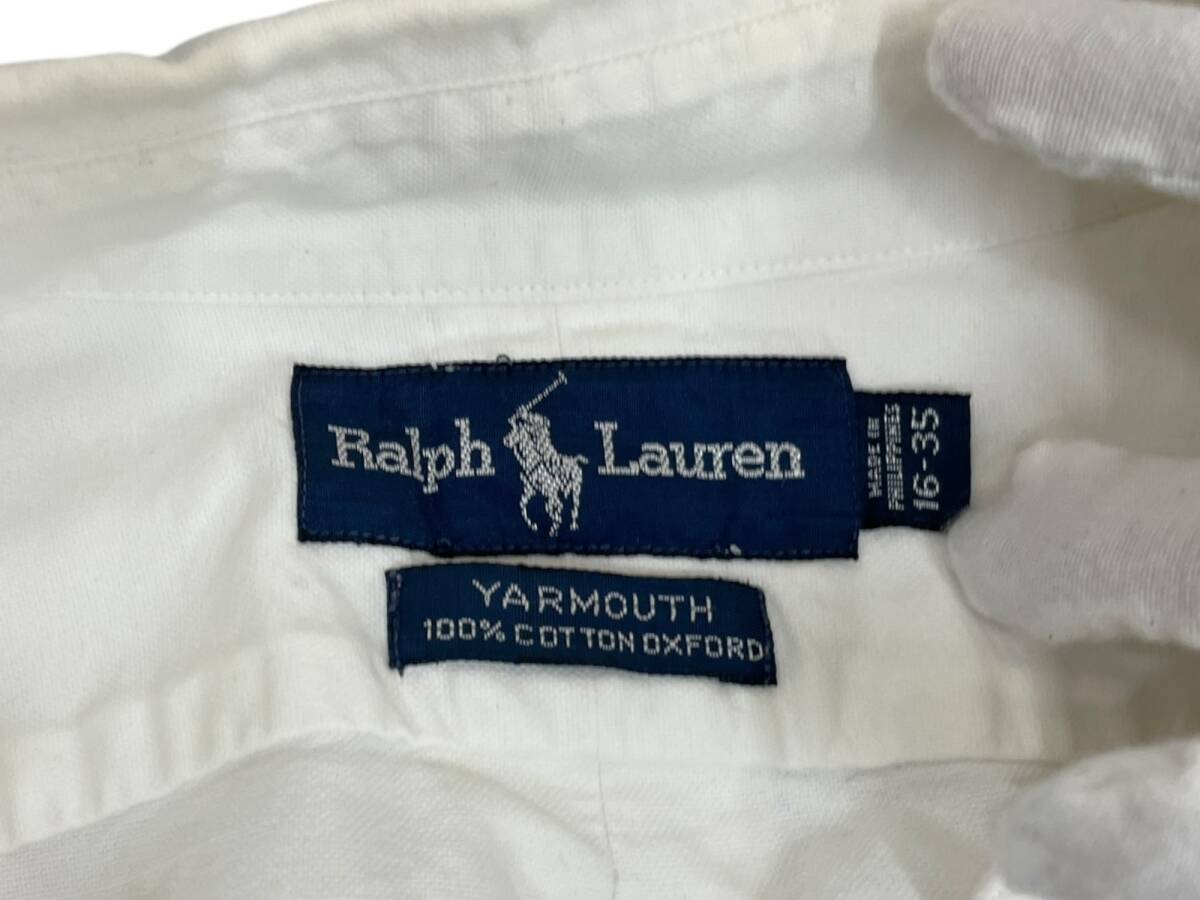 Ralph Lauren
MADE IN
PHILIPPINES
16-35
YARMOUTH
100% COTTON OXFORD